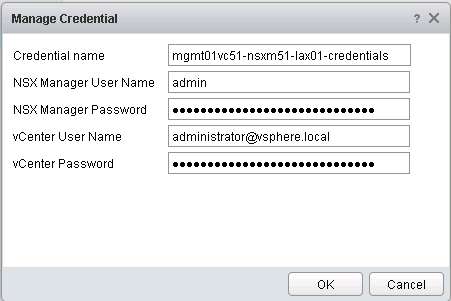 Manage Credential ?
Credential name mgmt01vc51-nsxm51-lax01-credentials
NSX Manager User Name admin
NSX Manager Password ••••••••••••••••••••••••••••••
vCenter User Name administrator@vsphere.local
vCenter Password ••••••••••••••••••••••••••••••
OK Cancel